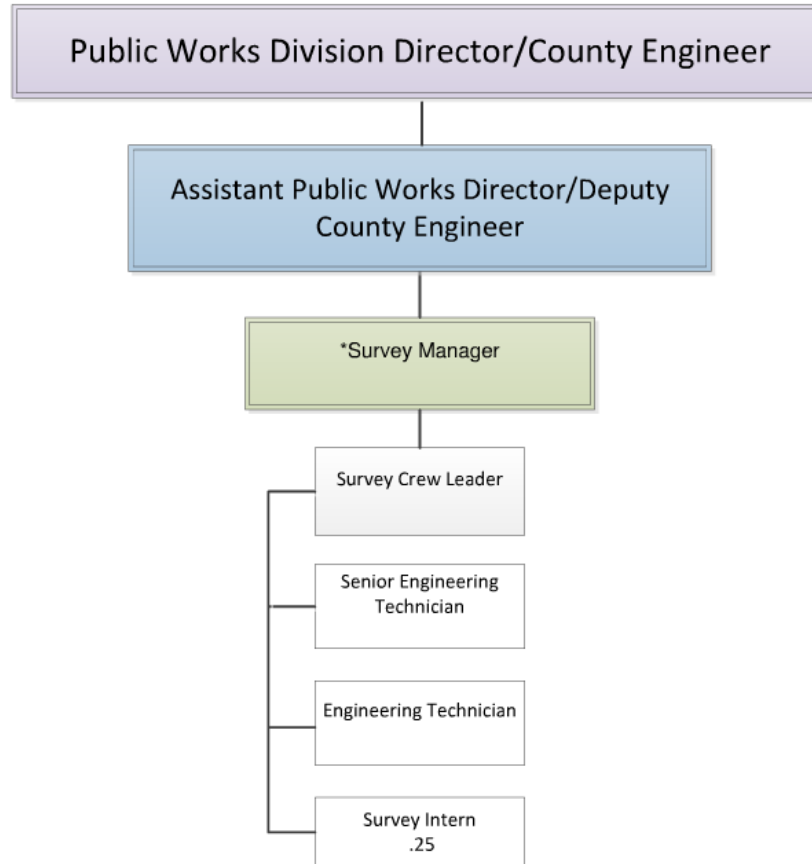 Public Works Division Director/County Engineer
Assistant Public Works Director/Deputy
County Engineer
*Survey Manager
Survey Crew Leader
Senior Engineering
Technician
Engineering Technician
Survey Intern
.25